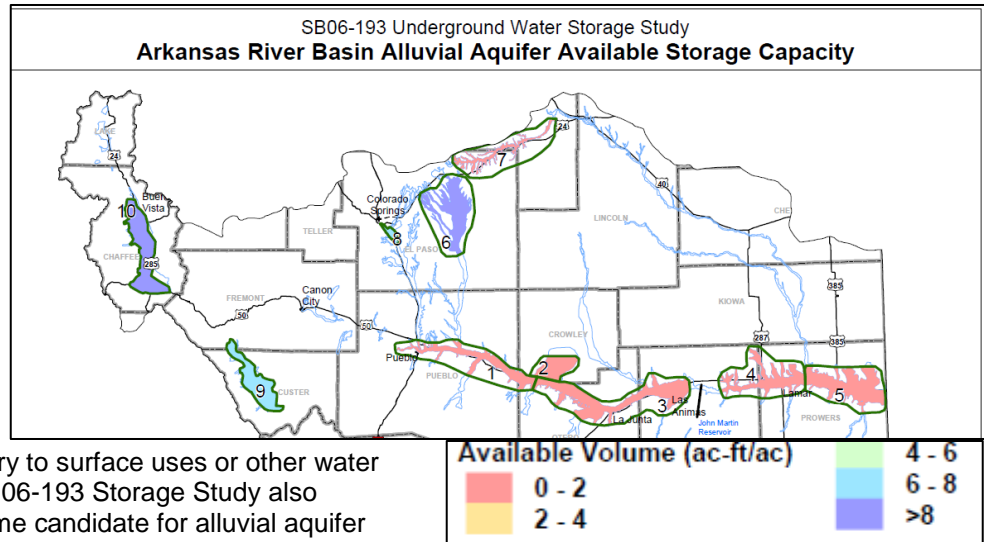 SB06-193 Underground Water Storage Study
Arkansas River Basin Alluvial Aquifer Available Storage Capacity
LAKE
24
24
7
40
Buena
Vista
10
Colorado
Springs
CHE
LINCOLN
8
6
TELLER
EL PASO
CHAFFEE
285
385
FREMONT
Canon
City
KIOWA
50
50
CROWLEY
287
385
Pueblo
2
PUEBLO
1
4
9
CUSTER
5
3
Las
Animas
Lamar
La Junta
PROWERS
John Martin
Reservoir
OTERO
ry to surface uses or other water
06-193 Storage Study also
me candidate for alluvial aquifer
Available Volume (ac-ft/ac)
0 - 2
2 - 4
4 - 6
6 - 8
>8